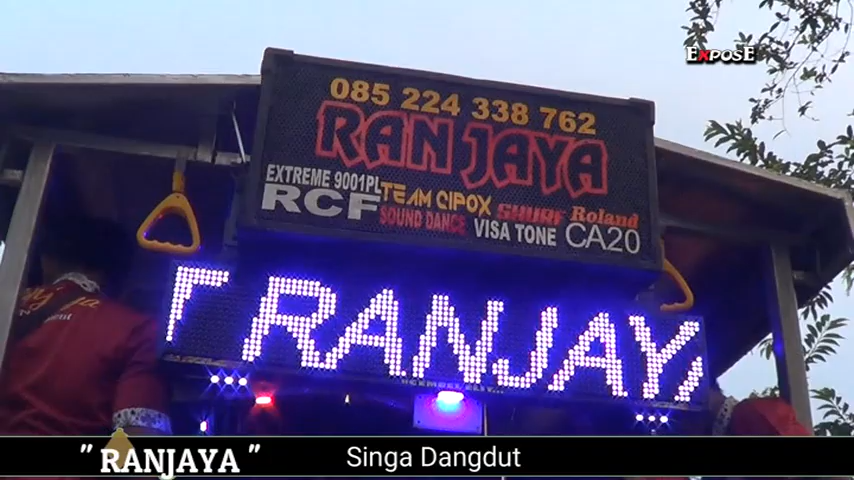 EXPOSE
085 224 338 762
RAN JAYA
EXTREME 9001PL TEAM CIPOX SHURF Roland
RCF SOUND DANCE VISA TONE CA20
RANJAY
" RANJAYA " Singa Dangdut